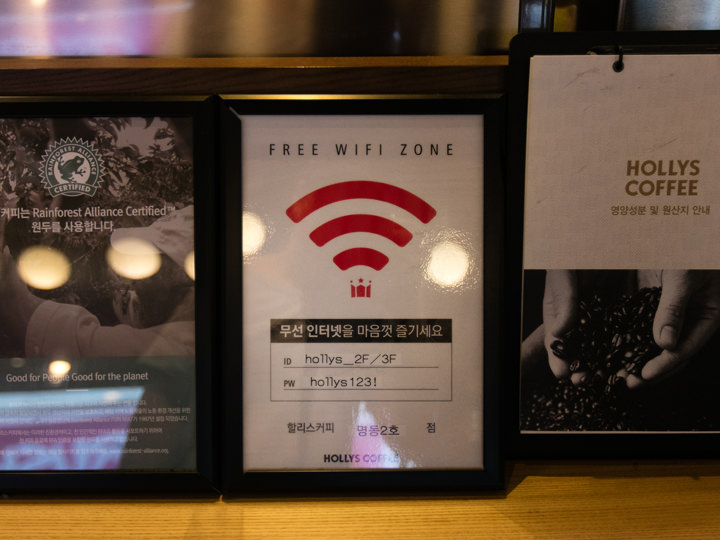 RAINFOREST ALLIANCE
CERTIFIED
커피는 Rainforest Alliance Certified™
원두를 사용합니다.
Good for People Good for the planet
FREE WIFI ZONE
무선 인터넷을 마음껏 즐기세요
ID hollys_2F/3F
PW hollys123!
할리스커피 명동2호 점
HOLLYS COFFEE
HOLLYS
COFFEE
영양성분 및 원산지 안내